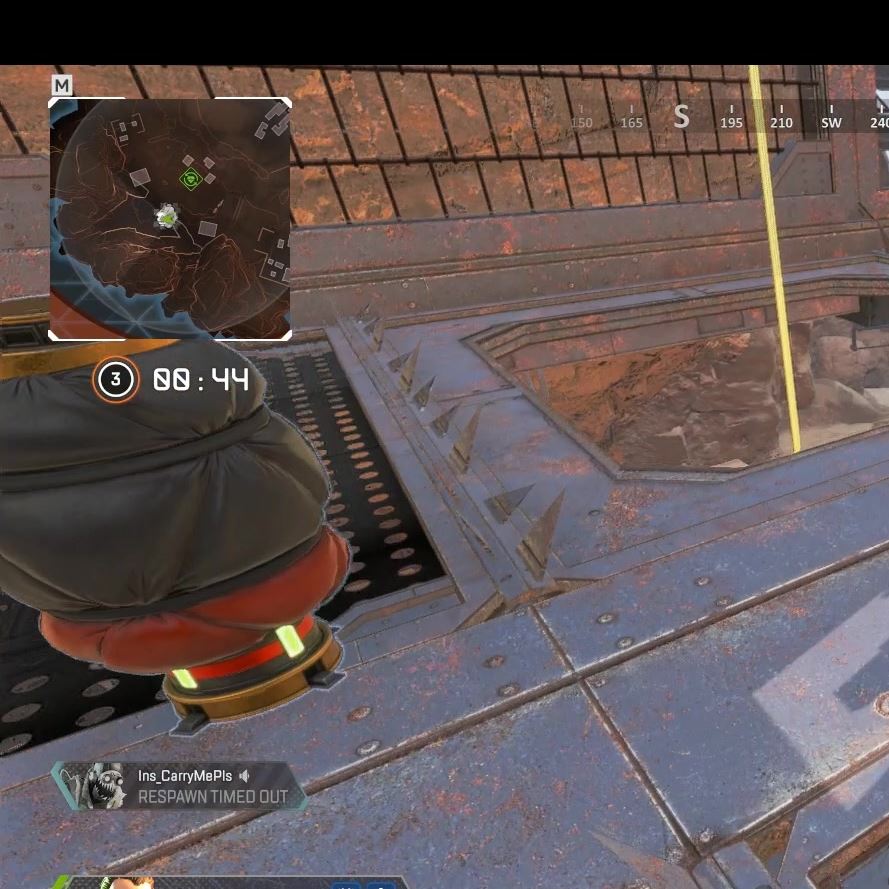 M
150 165 S 195 210 SW 240
3 00:44
Ins_CarryMePls
RESPAWN TIMED OUT